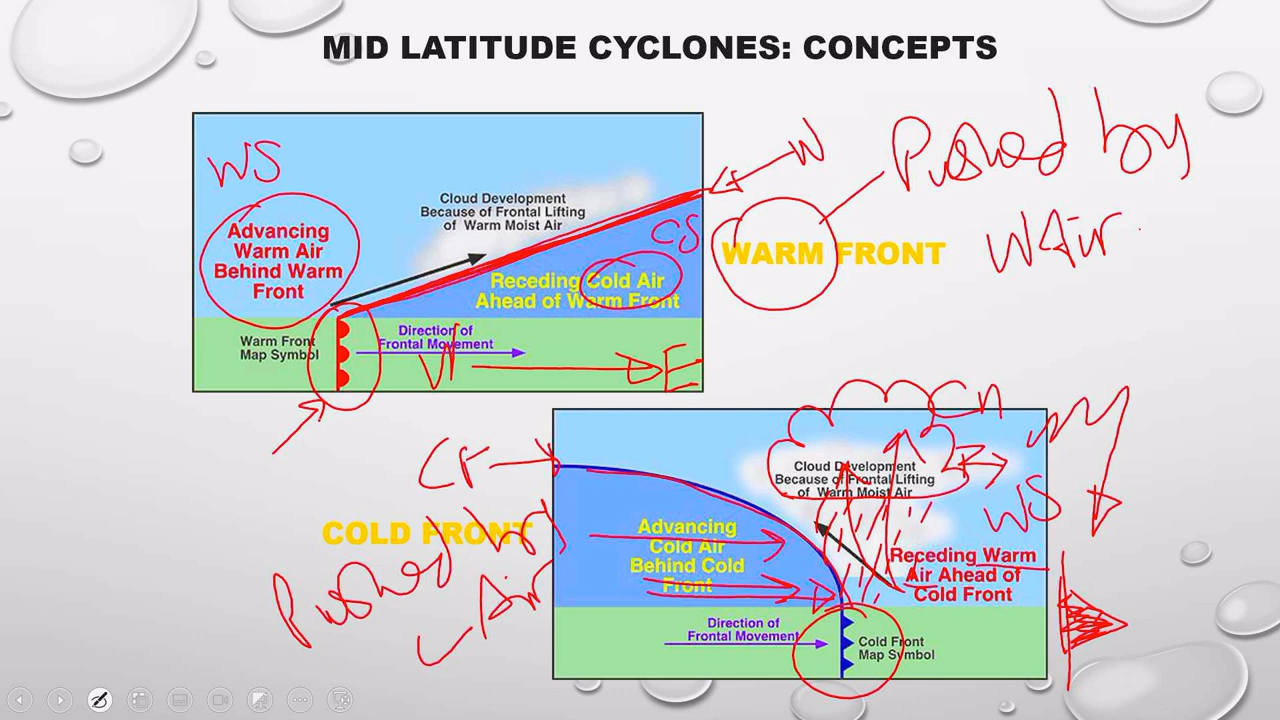 MID LATITUDE CYCLONES: CONCEPTS
WS
Advancing
Warm Air
Behind Warm
Front
Cloud Development
Because of Frontal Lifting
of Warm Moist Air
CS
Receding Cold Air
Ahead of Warm Front
Warm Front
Map Symbol
Direction of
Frontal Movement
W
E
W
Pushed by
WAir
WARM FRONT
CF
COLD FRONT
Pushed by
Air
Cn
Cloud Development
Because of Frontal Lifting
of Warm Moist Air
WS
Advancing
Cold Air
Behind Cold
Front
Receding Warm
Air Ahead of
Cold Front
Direction of
Frontal Movement
Cold Front
Map Symbol